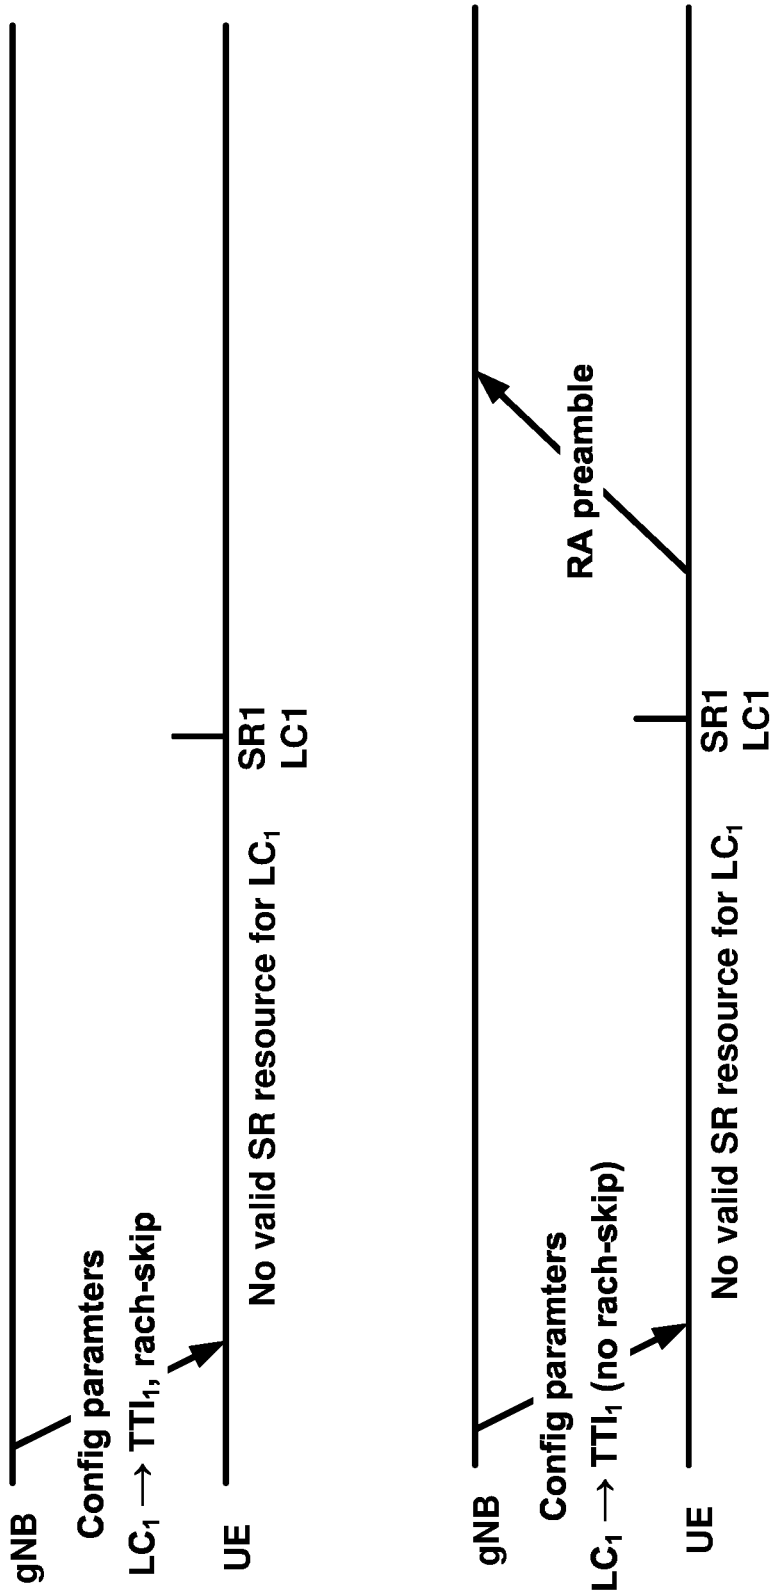 gNB
Config paramters
LC₁ → TTI₁, rach-skip
UE
No valid SR resource for LC₁
SR1
LC1
gNB
Config paramters
LC₁ → TTI₁ (no rach-skip)
RA preamble
UE
No valid SR resource for LC₁
SR1
LC1